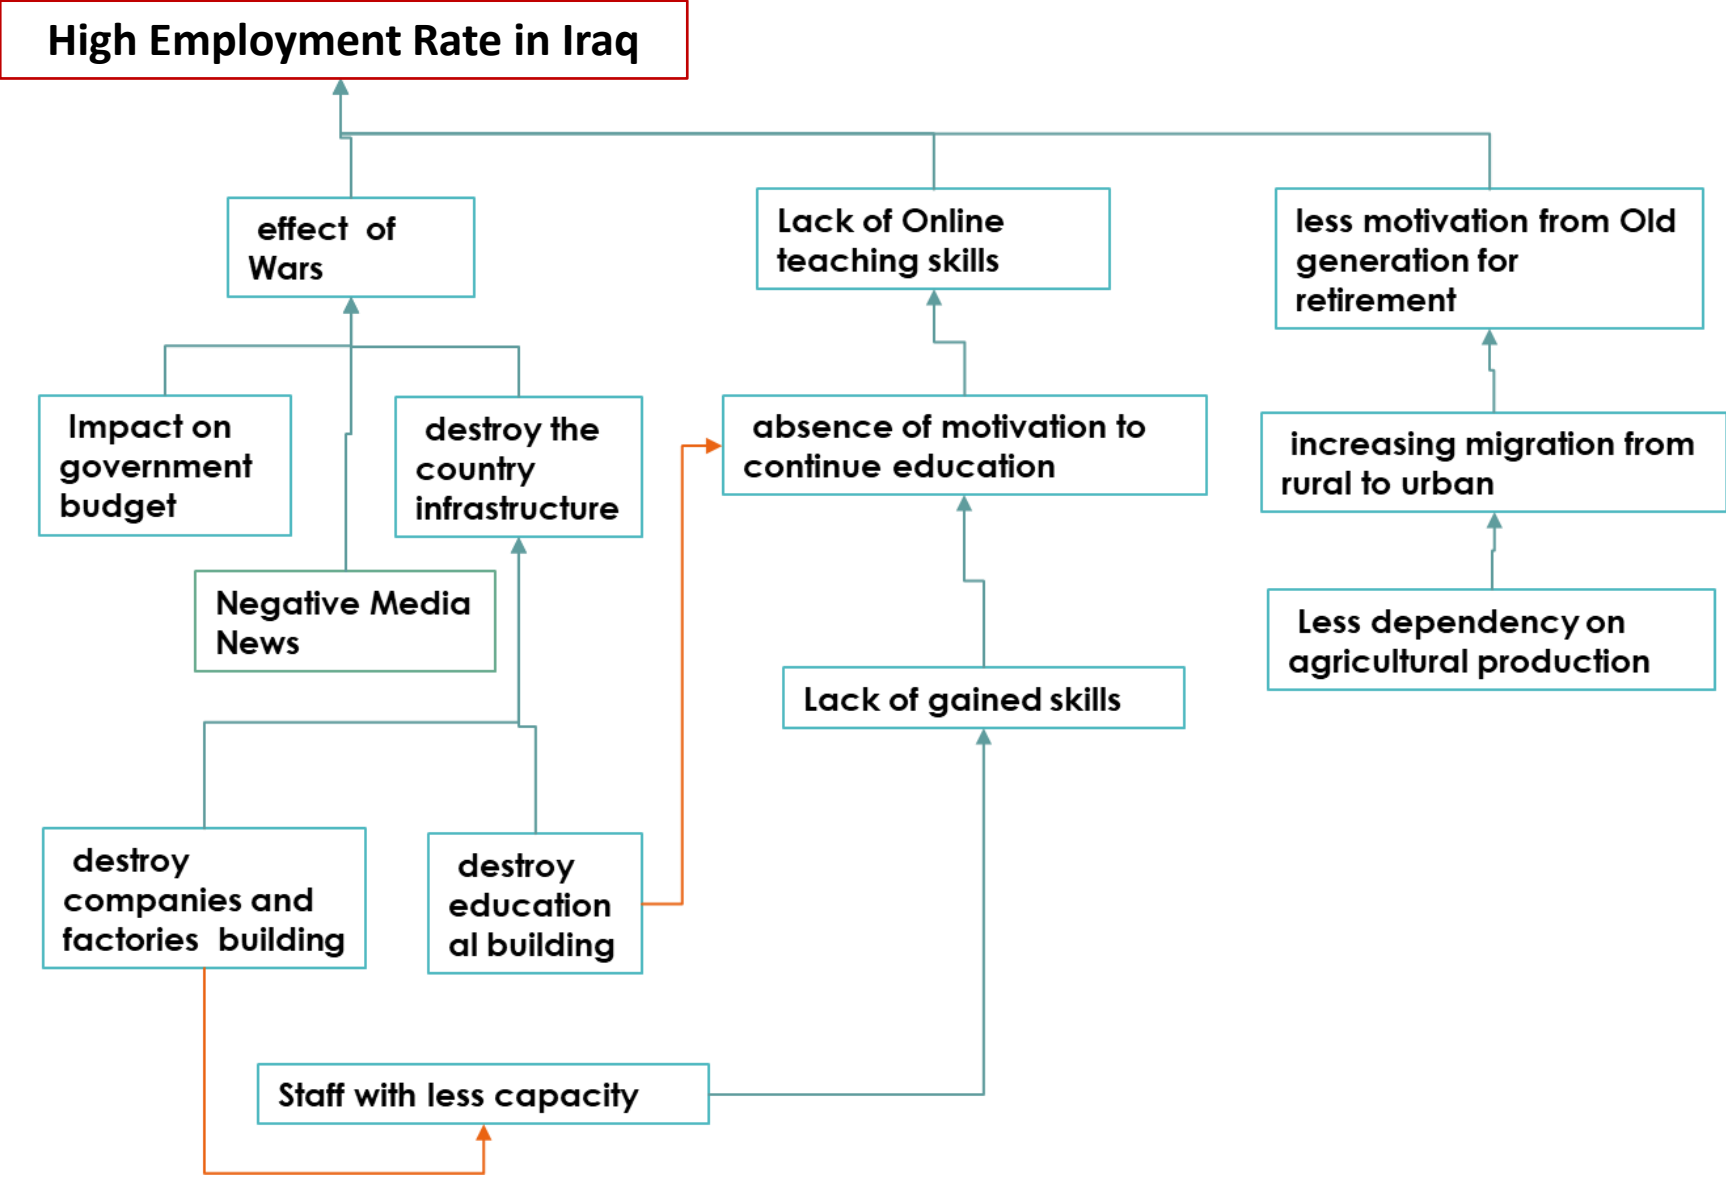 High Employment Rate in Iraq
effect of
Wars
Lack of Online
teaching skills
less motivation from Old
generation for
retirement
Impact on
government
budget
destroy the
country
infrastructure
absence of motivation to
continue education
increasing migration from
rural to urban
Negative Media
News
Less dependency on
agricultural production
Lack of gained skills
destroy
companies and
factories building
destroy
education
al building
Staff with less capacity